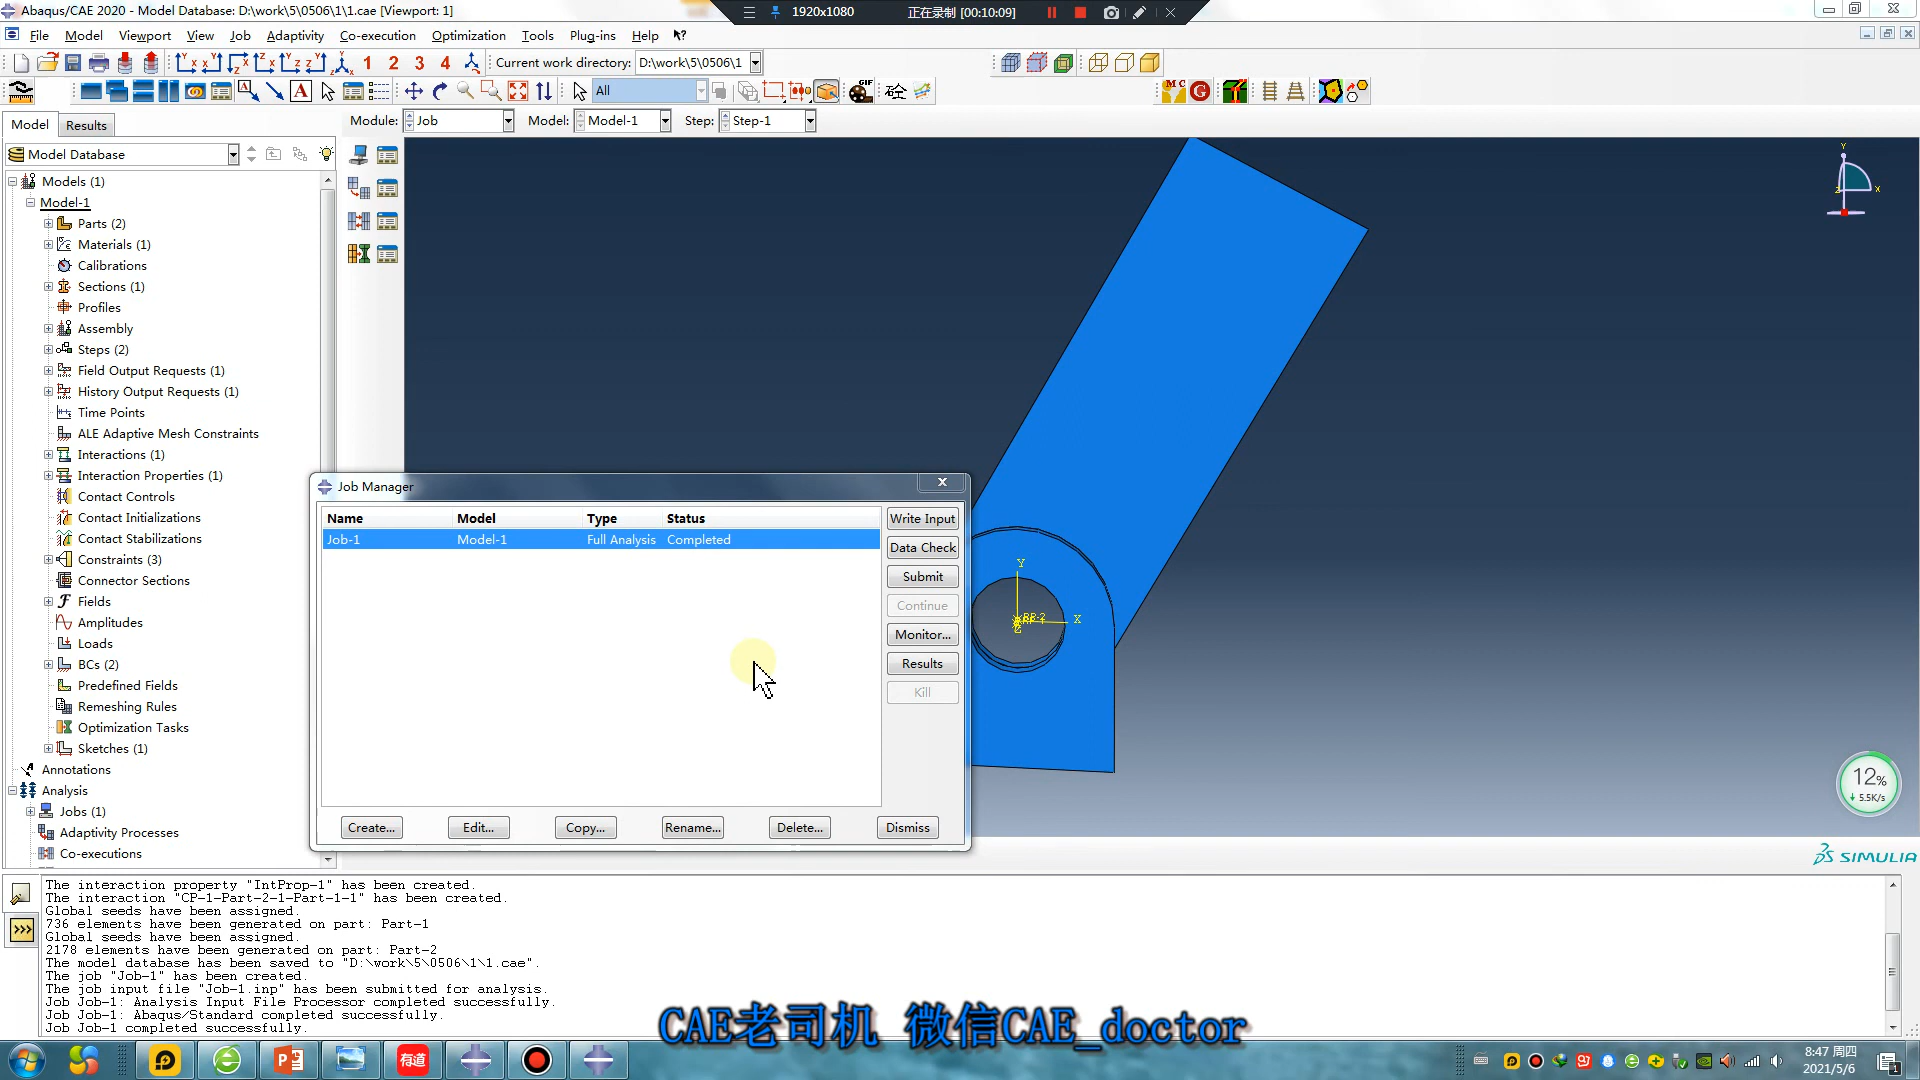 Abaqus/CAE 2020 - Model Database: D:\work\5\0506\1\1.cae [Viewport: 1]
1920x1080
正在录制 [00:10:09]
File Model Viewport View Job Adaptivity Co-execution Optimization Tools Plug-ins Help
1 2 3 4
Current work directory: D:\work\5\0506\1
All
Model Results
Module: Job Model: Model-1 Step: Step-1
Model Database
Models (1)
Model-1
Parts (2)
Materials (1)
Calibrations
Sections (1)
Profiles
Assembly
Steps (2)
Field Output Requests (1)
History Output Requests (1)
Time Points
ALE Adaptive Mesh Constraints
Interactions (1)
Interaction Properties (1)
Contact Controls
Contact Initializations
Contact Stabilizations
Constraints (3)
Connector Sections
Fields
Amplitudes
Loads
BCs (2)
Predefined Fields
Remeshing Rules
Optimization Tasks
Sketches (1)
Annotations
Analysis
Jobs (1)
Adaptivity Processes
Co-executions
Job Manager
Name Model Type Status
Job-1 Model-1 Full Analysis Completed
Write Input
Data Check
Submit
Continue
Monitor...
Results
Kill
Create... Edit... Copy... Rename... Delete... Dismiss
Y
X
Y
X
Z
12%
5.5K/s
SIMULIA
The interaction property "IntProp-1" has been created.
The interaction "CP-1-Part-2-1-Part-1-1" has been created.
Global seeds have been assigned.
736 elements have been generated on part: Part-1
Global seeds have been assigned.
2178 elements have been generated on part: Part-2
The model database has been saved to "D:\work\5\0506\1\1.cae".
The job "Job-1" has been created.
The job input file "Job-1.inp" has been submitted for analysis.
Job Job-1: Analysis Input File Processor completed successfully.
Job Job-1: Abaqus/Standard completed successfully.
Job Job-1 completed successfully.
CAE老司机 微信CAE_doctor
有道
8:47 周四
2021/5/6